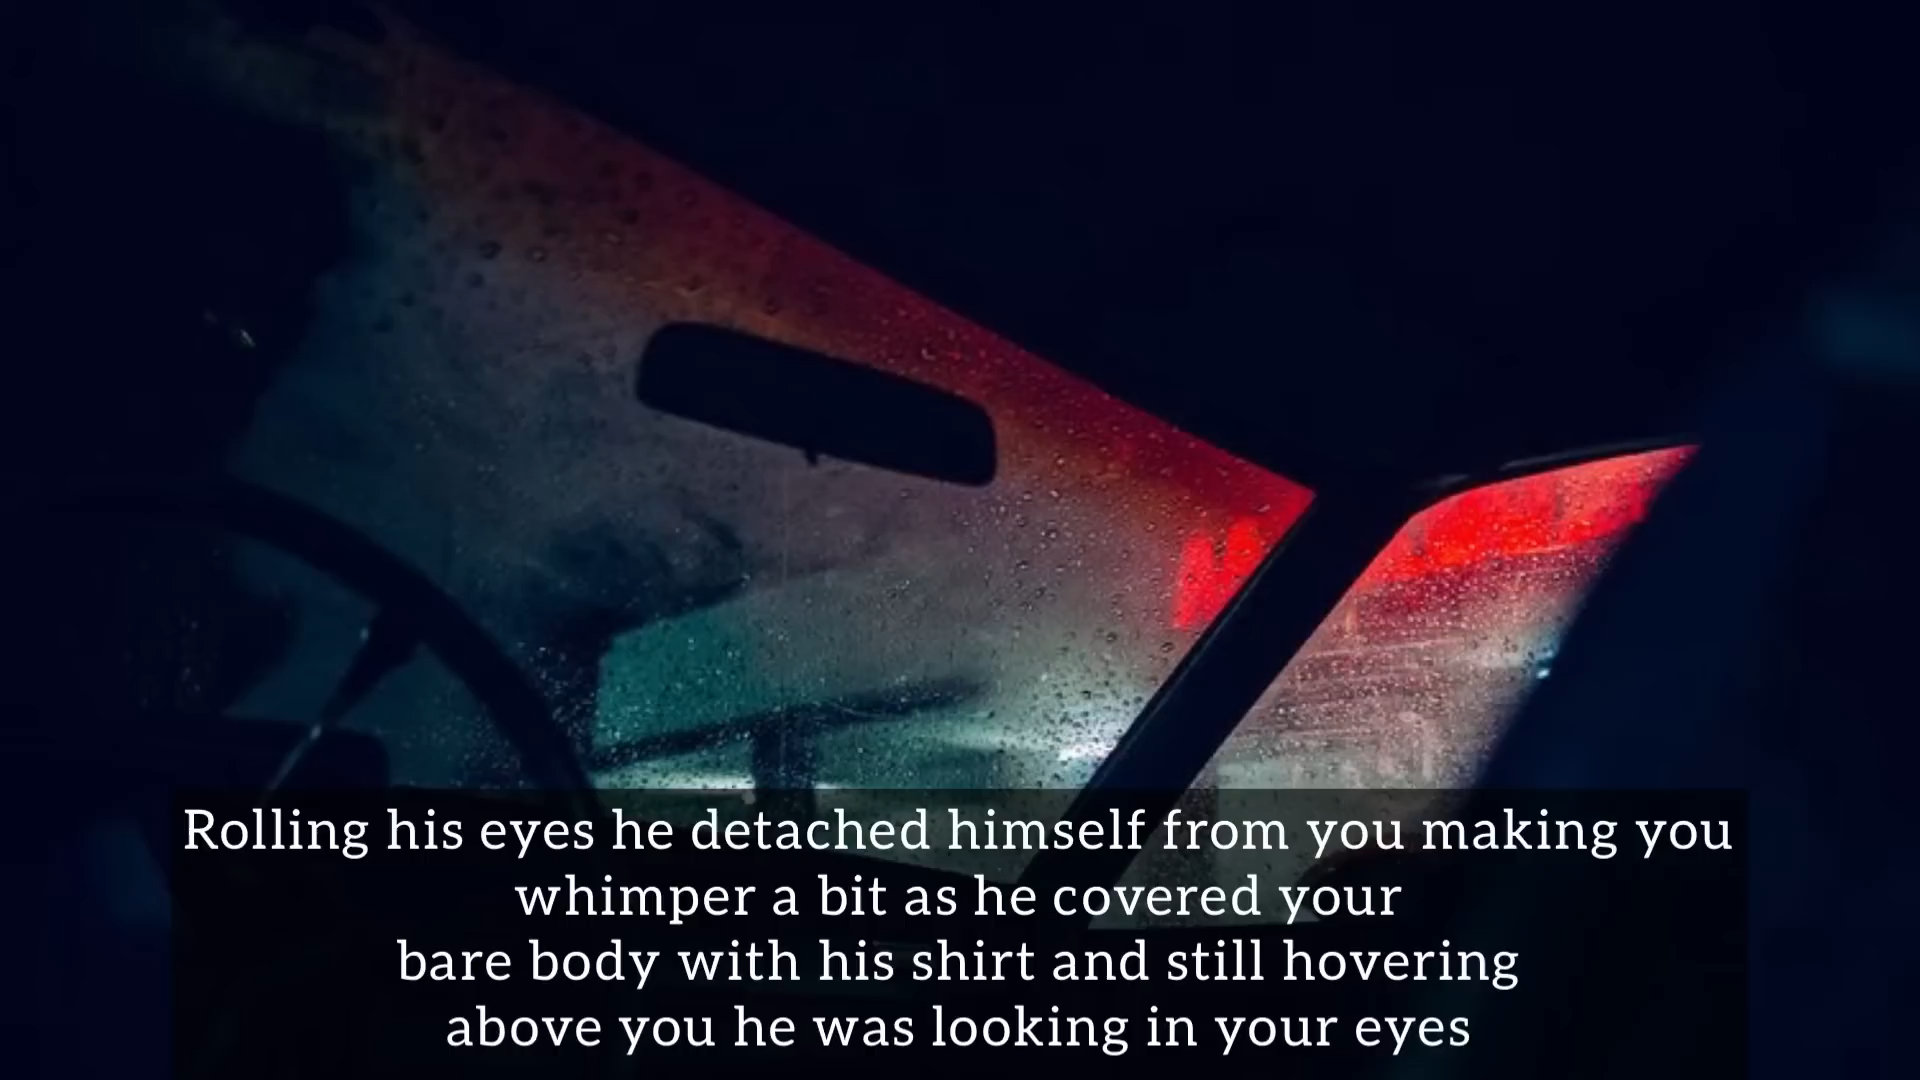 Rolling his eyes he detached himself from you making you
whimper a bit as he covered your
bare body with his shirt and still hovering
above you he was looking in your eyes